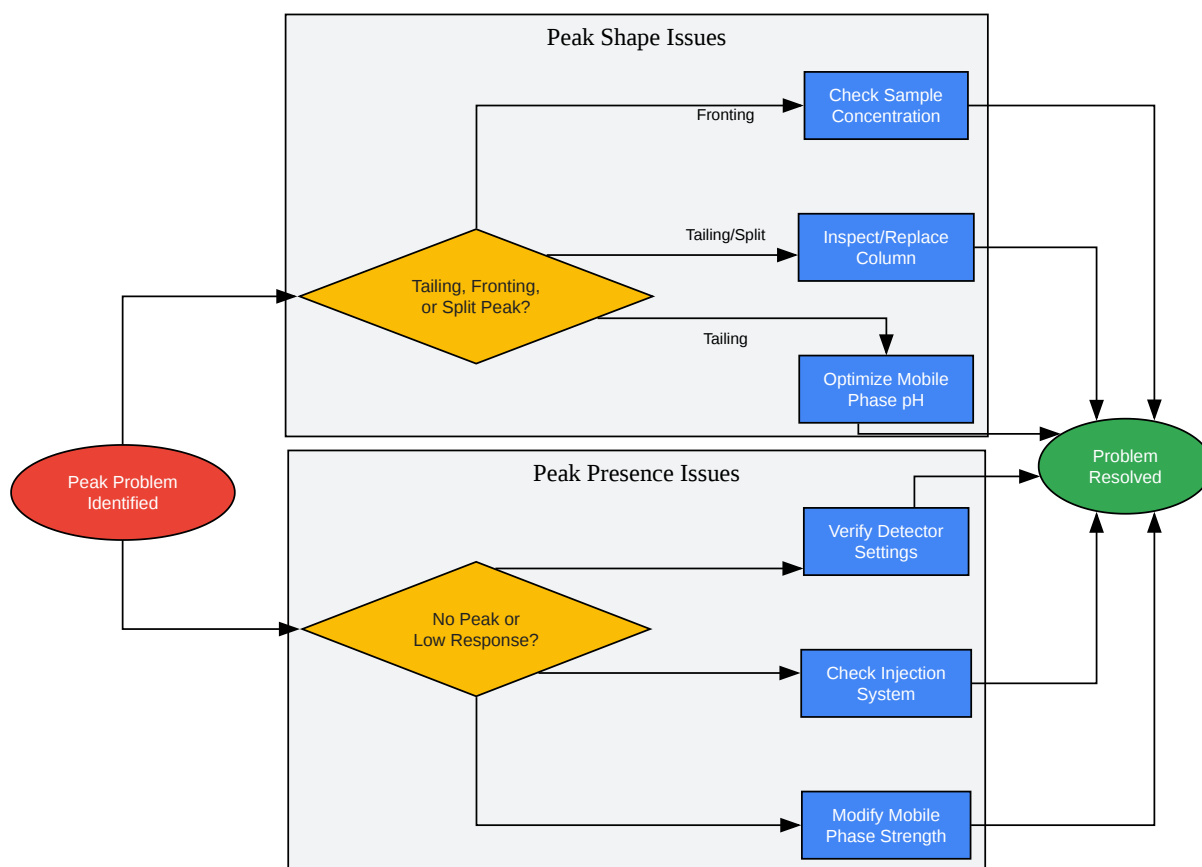 Peak Shape Issues
Check Sample
Concentration
Fronting
Tailing/Split
Inspect/Replace
Column
Tailing, Fronting,
or Split Peak?
Tailing
Optimize Mobile
Phase pH
Peak Problem
Identified
Problem
Resolved
Peak Presence Issues
Verify Detector
Settings
No Peak or
Low Response?
Check Injection
System
Modify Mobile
Phase Strength